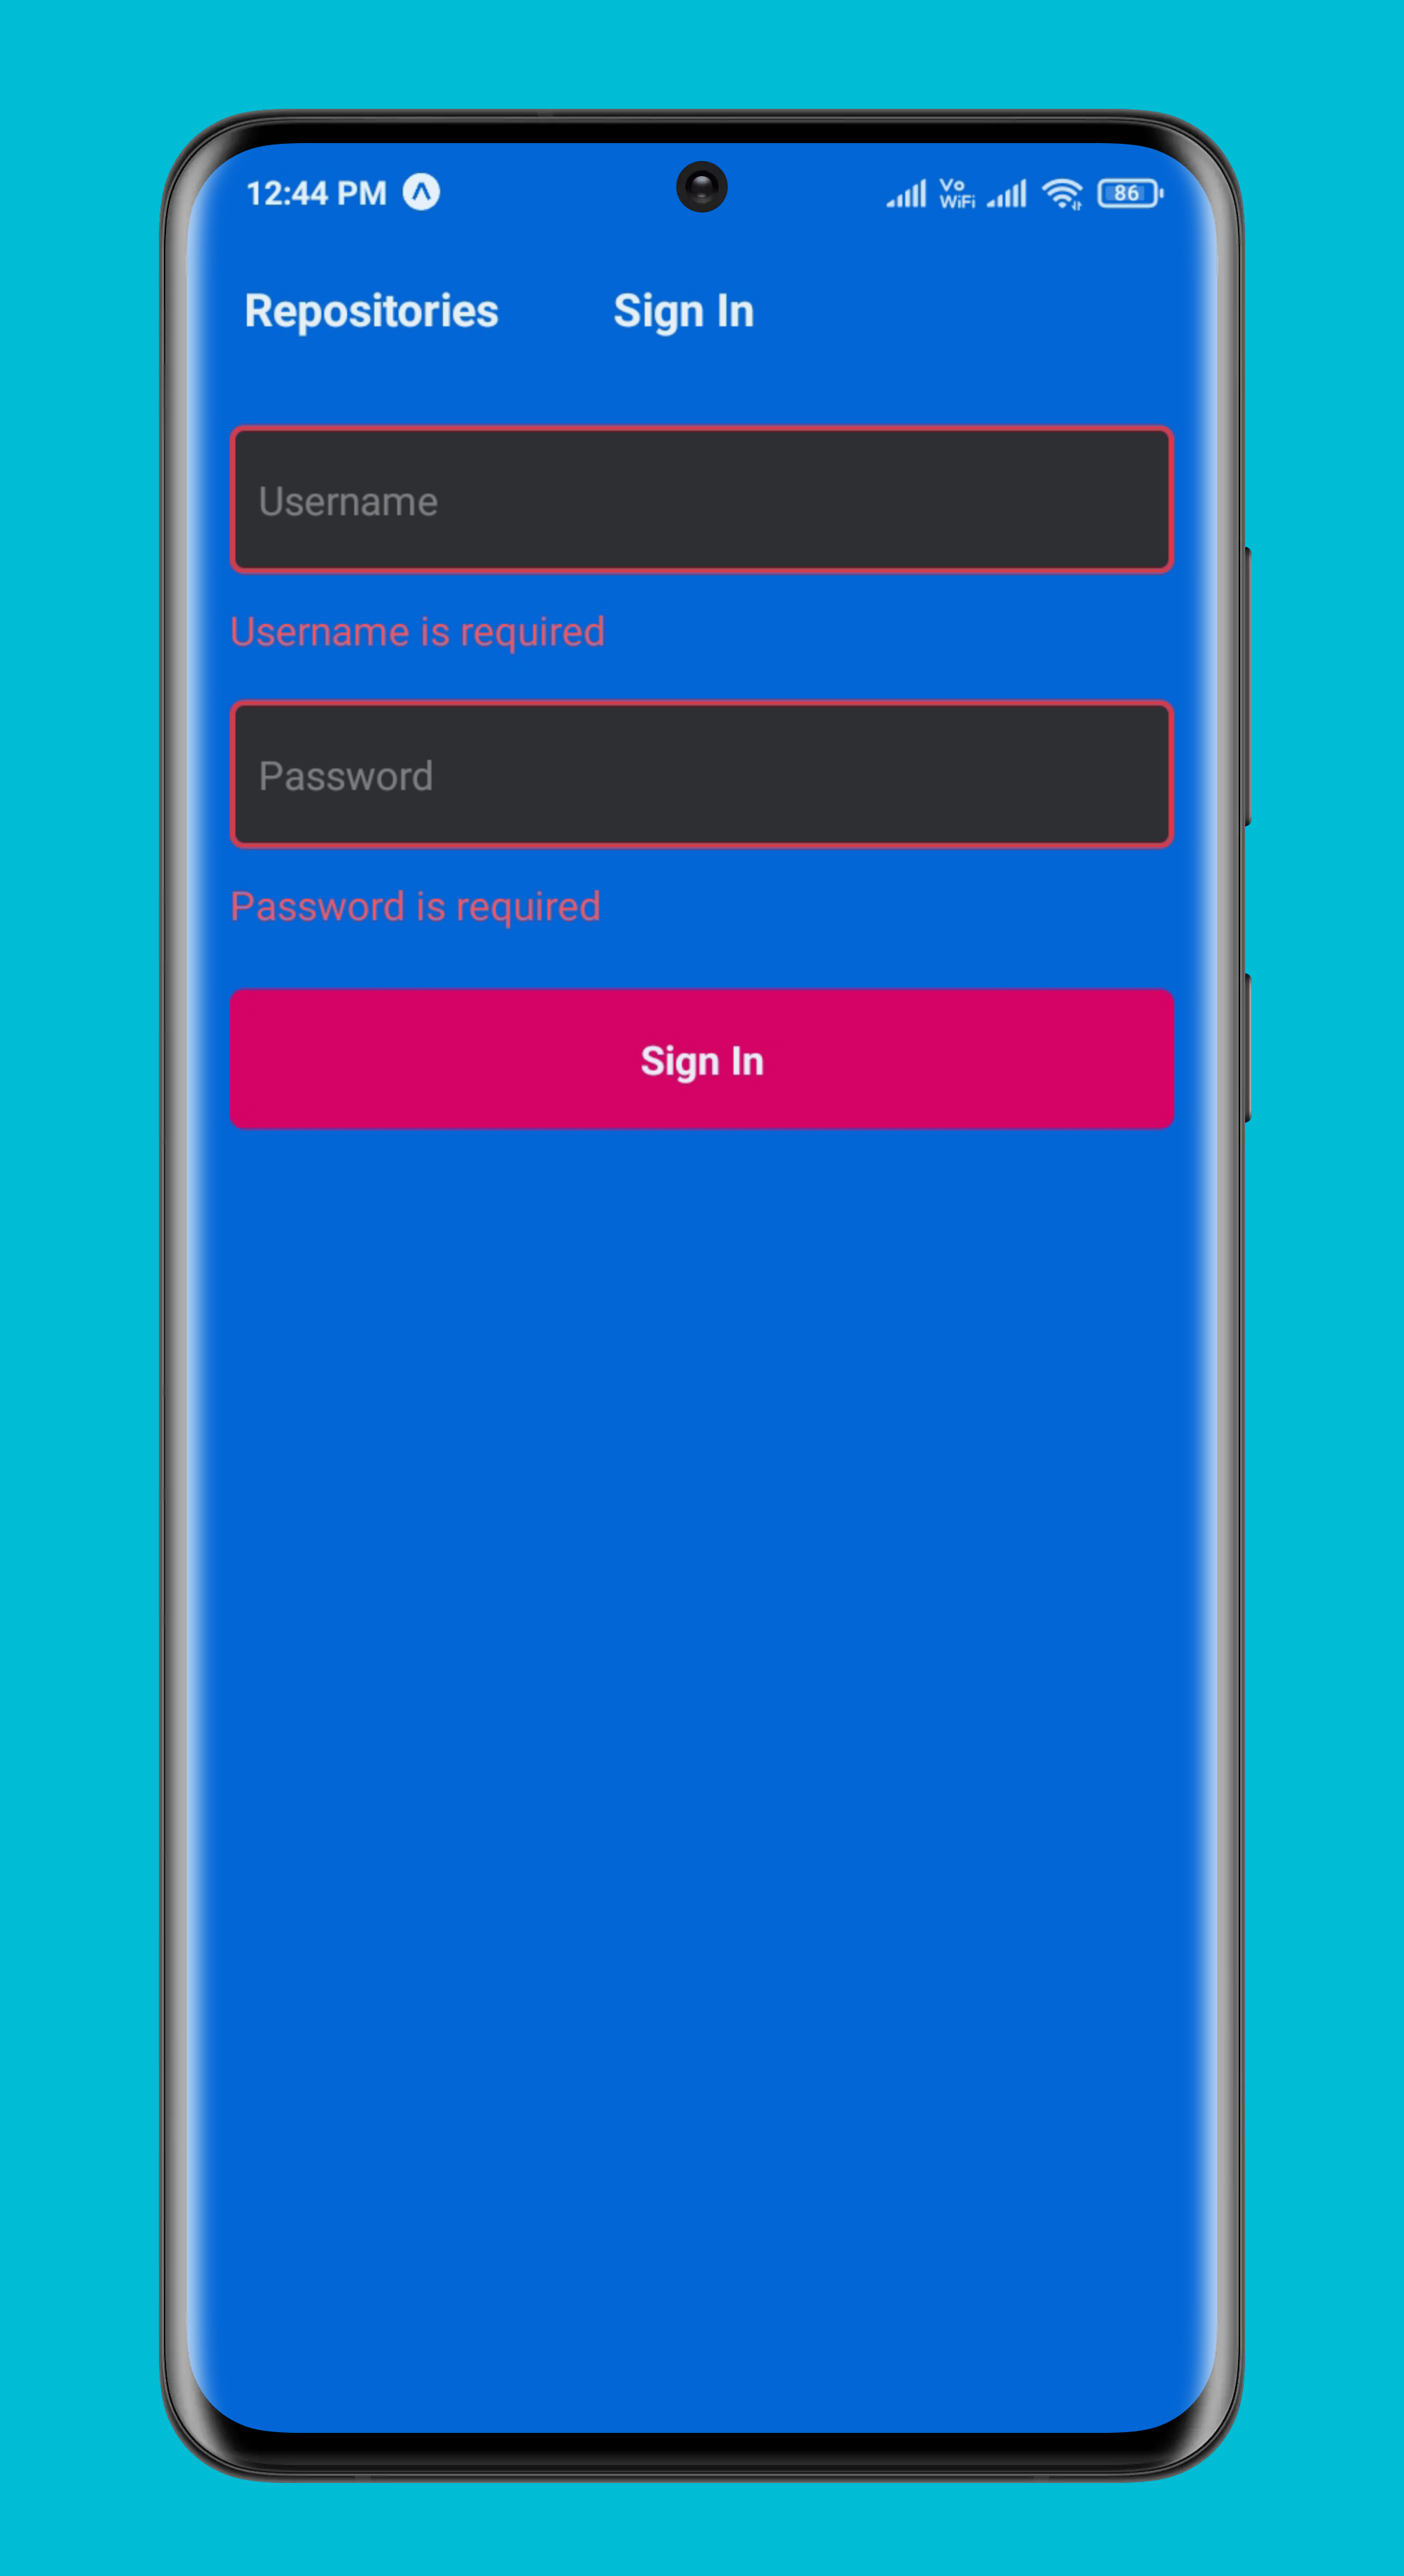 12:44 PM Vo WiFi 86
Repositories Sign In
Username
Username is required
Password
Password is required
Sign In